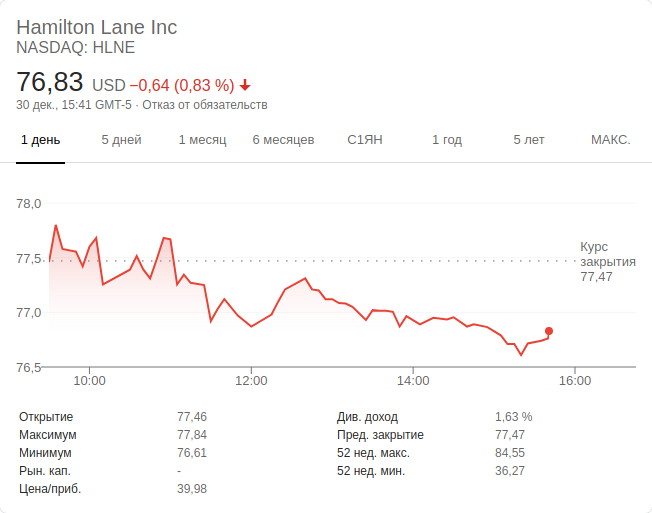 Hamilton Lane Inc
NASDAQ: HLNE
76,83 USD −0,64 (0,83 %)
30 дек., 15:41 GMT-5 · Отказ от обязательств
1 день 5 дней 1 месяц 6 месяцев С1ЯН 1 год 5 лет МАКС.
78,0
77,5
77,0
76,5
Курс
закрытия
77,47
10:00 12:00 14:00 16:00
Открытие 77,46 Див. доход 1,63 %
Максимум 77,84 Пред. закрытие 77,47
Минимум 76,61 52 нед. макс. 84,55
Рын. кап. - 52 нед. мин. 36,27
Цена/приб. 39,98